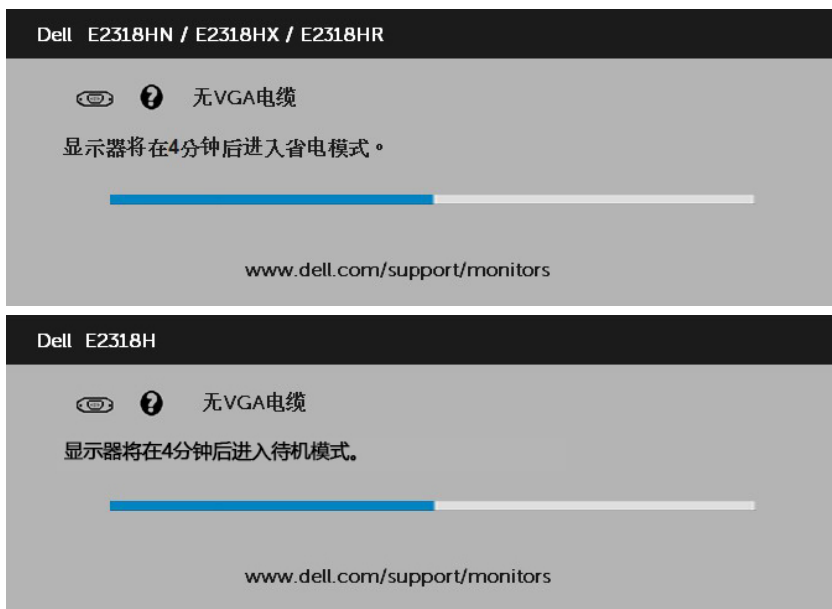 Dell E2318HN / E2318HX / E2318HR
无VGA电缆
显示器将在4分钟后进入省电模式。
www.dell.com/support/monitors
Dell E2318H
无VGA电缆
显示器将在4分钟后进入待机模式。
www.dell.com/support/monitors